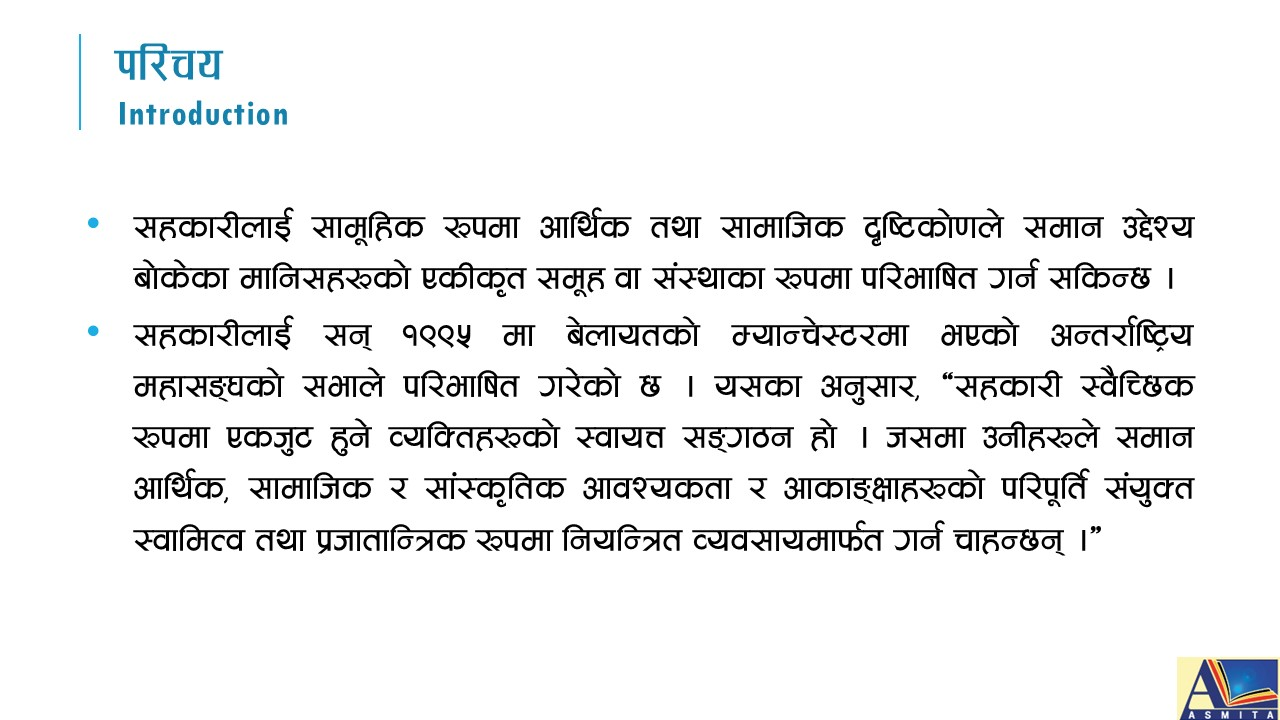 परिचय
Introduction
• सहकारीलाई सामूहिक रुपमा आर्थिक तथा सामाजिक दृष्टिकोणले समान उद्देश्य
बोकेका मानिसहरुको एकीकृत समूह वा संस्थाका रुपमा परिभाषित गर्न सकिन्छ ।
• सहकारीलाई सन् १९९५ मा बेलायतको म्यान्चेस्टरमा भएको अन्तर्राष्ट्रिय
महासङ्घको सभाले परिभाषित गरेको छ । यसका अनुसार, “सहकारी स्वैच्छिक
रुपमा एकजुट हुने व्यक्तिहरुको स्वायत्त सङ्गठन हो । जसमा उनीहरुले समान
आर्थिक, सामाजिक र सांस्कृतिक आवश्यकता र आकाङ्क्षाहरुको परिपूर्ति संयुक्त
स्वामित्व तथा प्रजातान्त्रिक रुपमा नियन्त्रित व्यवसायमार्फत गर्न चाहन्छन् ।”
ASMITA